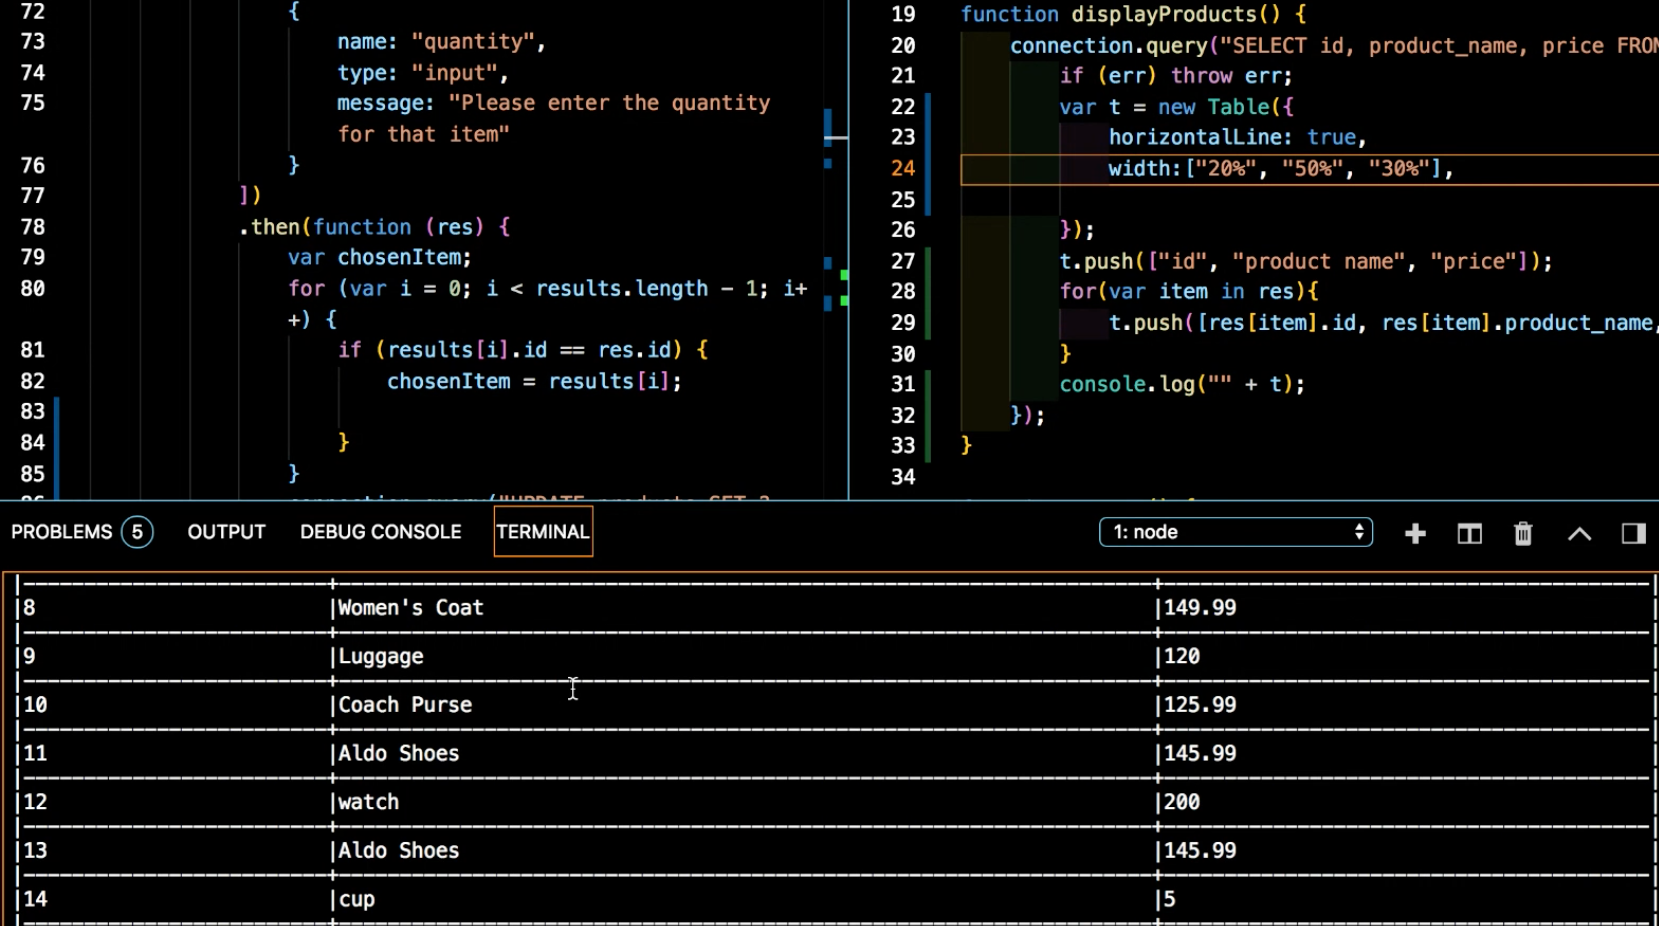 72 {
73 name: "quantity",
74 type: "input",
75 message: "Please enter the quantity
for that item"
76 }
77 ])
78 .then(function (res) {
79 var chosenItem;
80 for (var i = 0; i < results.length - 1; i+
+) {
81 if (results[i].id == res.id) {
82 chosenItem = results[i];
83
84 }
85 }
19 function displayProducts() {
20 connection.query("SELECT id, product_name, price FROM
21 if (err) throw err;
22 var t = new Table({
23 horizontalLine: true,
24 width:["20%", "50%", "30%"],
25
26 });
27 t.push(["id", "product name", "price"]);
28 for(var item in res){
29 t.push([res[item].id, res[item].product_name,
30 }
31 console.log("" + t);
32 });
33 }
34
PROBLEMS 5 OUTPUT DEBUG CONSOLE TERMINAL 1: node
|8 |Women's Coat |149.99
|9 |Luggage |120
|10 |Coach Purse |125.99
|11 |Aldo Shoes |145.99
|12 |watch |200
|13 |Aldo Shoes |145.99
|14 |cup |5